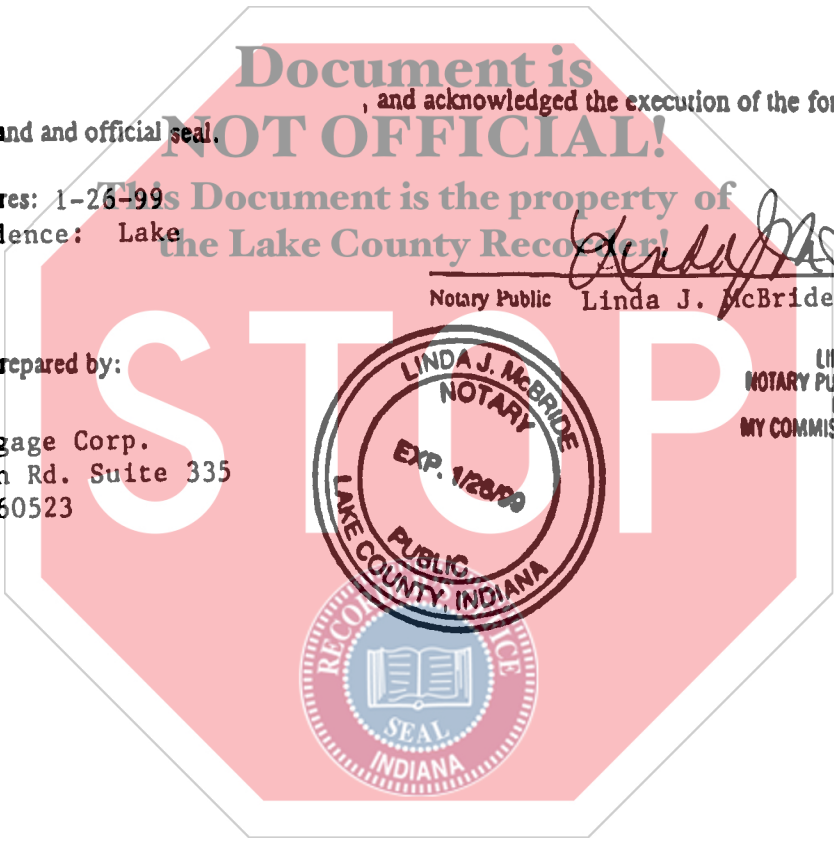 Document is
, and acknowledged the execution of the for
and and official seal.
NOT OFFICIAL!
res: 1-26-99
This Document is the property of
dence: Lake
the Lake County Recorder!
Notary Public Linda J. McBride
STOP
repared by:
LINDA J. McBRIDE
NOTARY
EXP. 1/26/99
PUBLIC
LAKE COUNTY, INDIANA
LI
NOTARY PU
MY COMMIS
gage Corp.
n Rd. Suite 335
60523
RECORDER'S OFFICE
SEAL
INDIANA